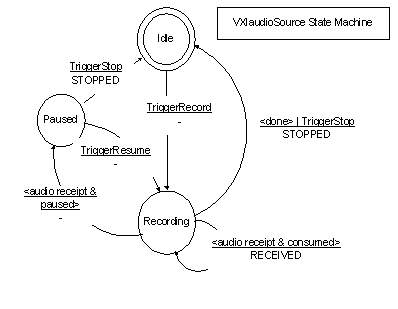 VXIaudioSource State Machine
Idle
TriggerStop
STOPPED
TriggerRecord
-
Paused
<done> | TriggerStop
STOPPED
TriggerResume
-
<audio receipt &
paused>
-
Recording
<audio receipt & consumed>
RECEIVED